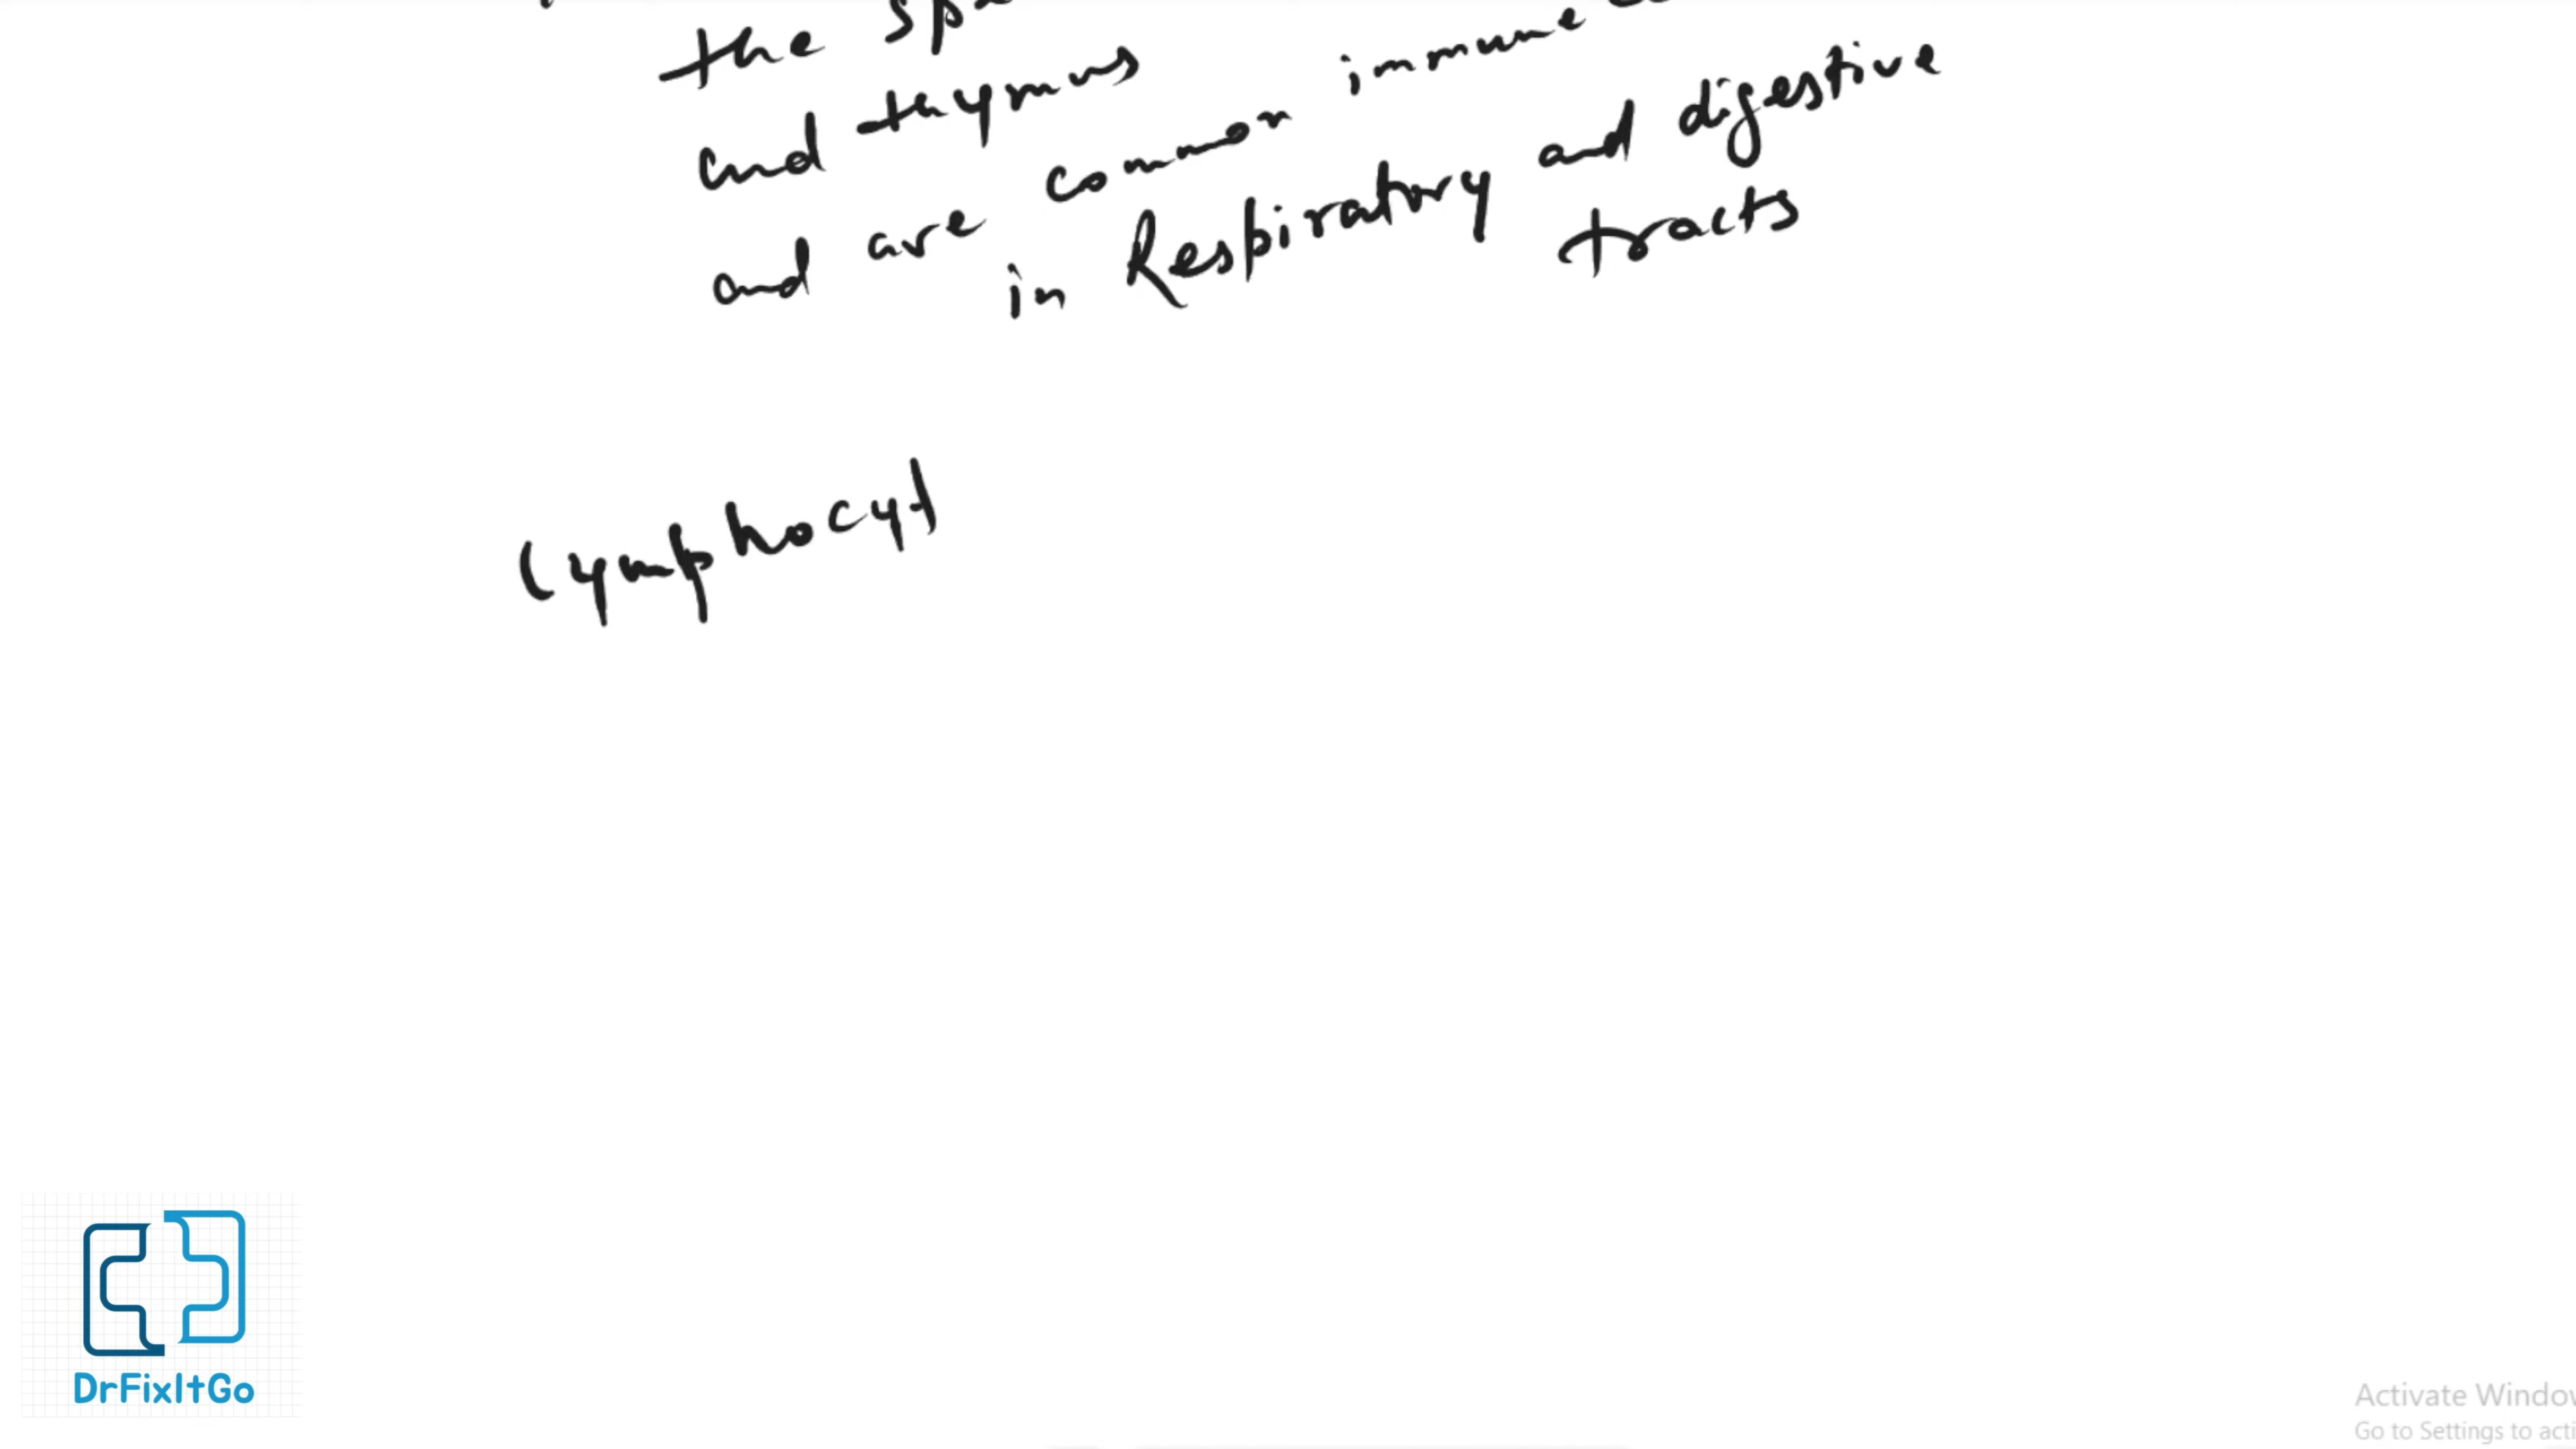 the
and thymus
and are common immune
in Respiratory and digestive
tracts
Lymphocyt
DrFixItGo
Activate Window
Go to Settings to acti